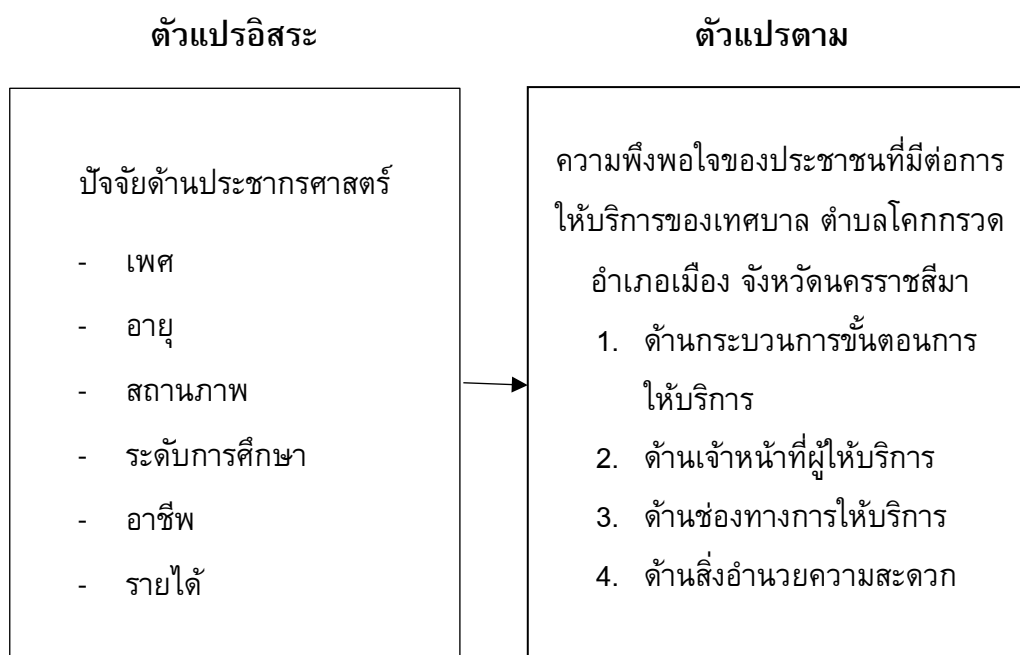 ตัวแปรอิสระ
ตัวแปรตาม
ปัจจัยด้านประชากรศาสตร์
- เพศ
- อายุ
- สถานภาพ
- ระดับการศึกษา
- อาชีพ
- รายได้
ความพึงพอใจของประชาชนที่มีต่อการ
ให้บริการของเทศบาล ตำบลโคกกรวด
อำเภอเมือง จังหวัดนครราชสีมา
1. ด้านกระบวนการขั้นตอนการ
ให้บริการ
2. ด้านเจ้าหน้าที่ผู้ให้บริการ
3. ด้านช่องทางการให้บริการ
4. ด้านสิ่งอำนวยความสะดวก